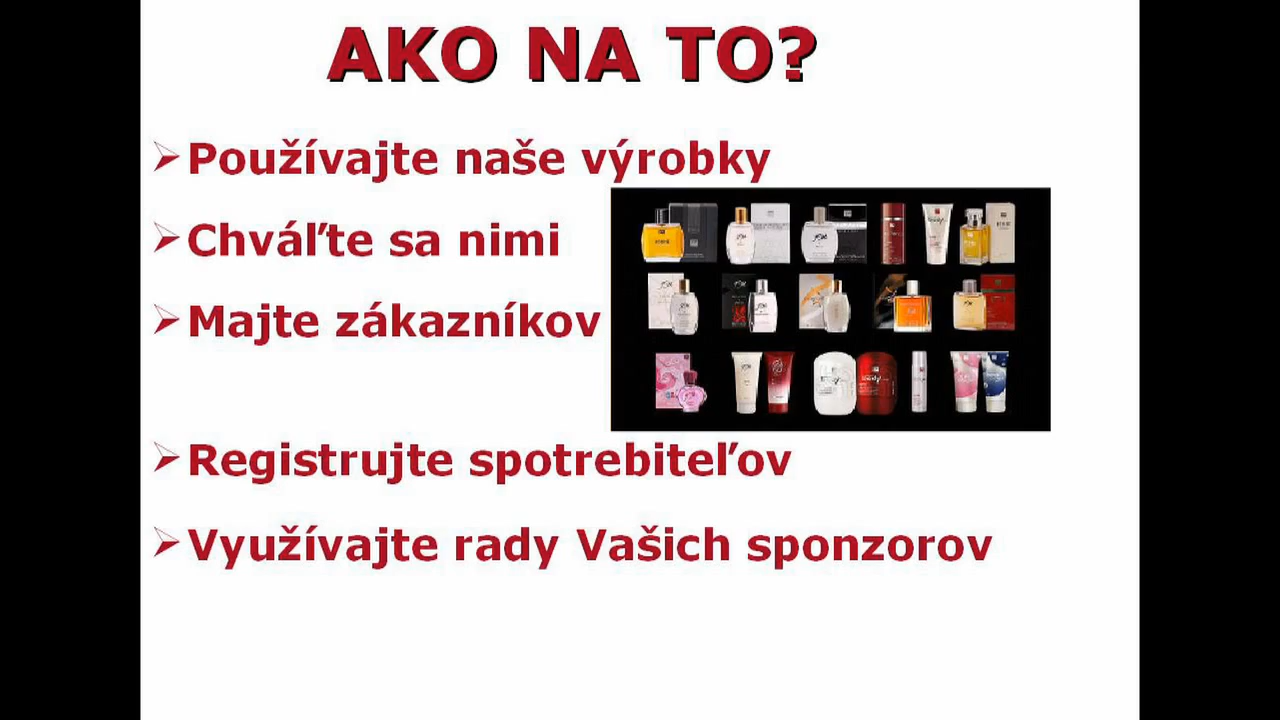 AKO NA TO?
Používajte naše výrobky
Chváľte sa nimi
Majte zákazníkov
Registrujte spotrebiteľov
Využívajte rady Vašich sponzorov